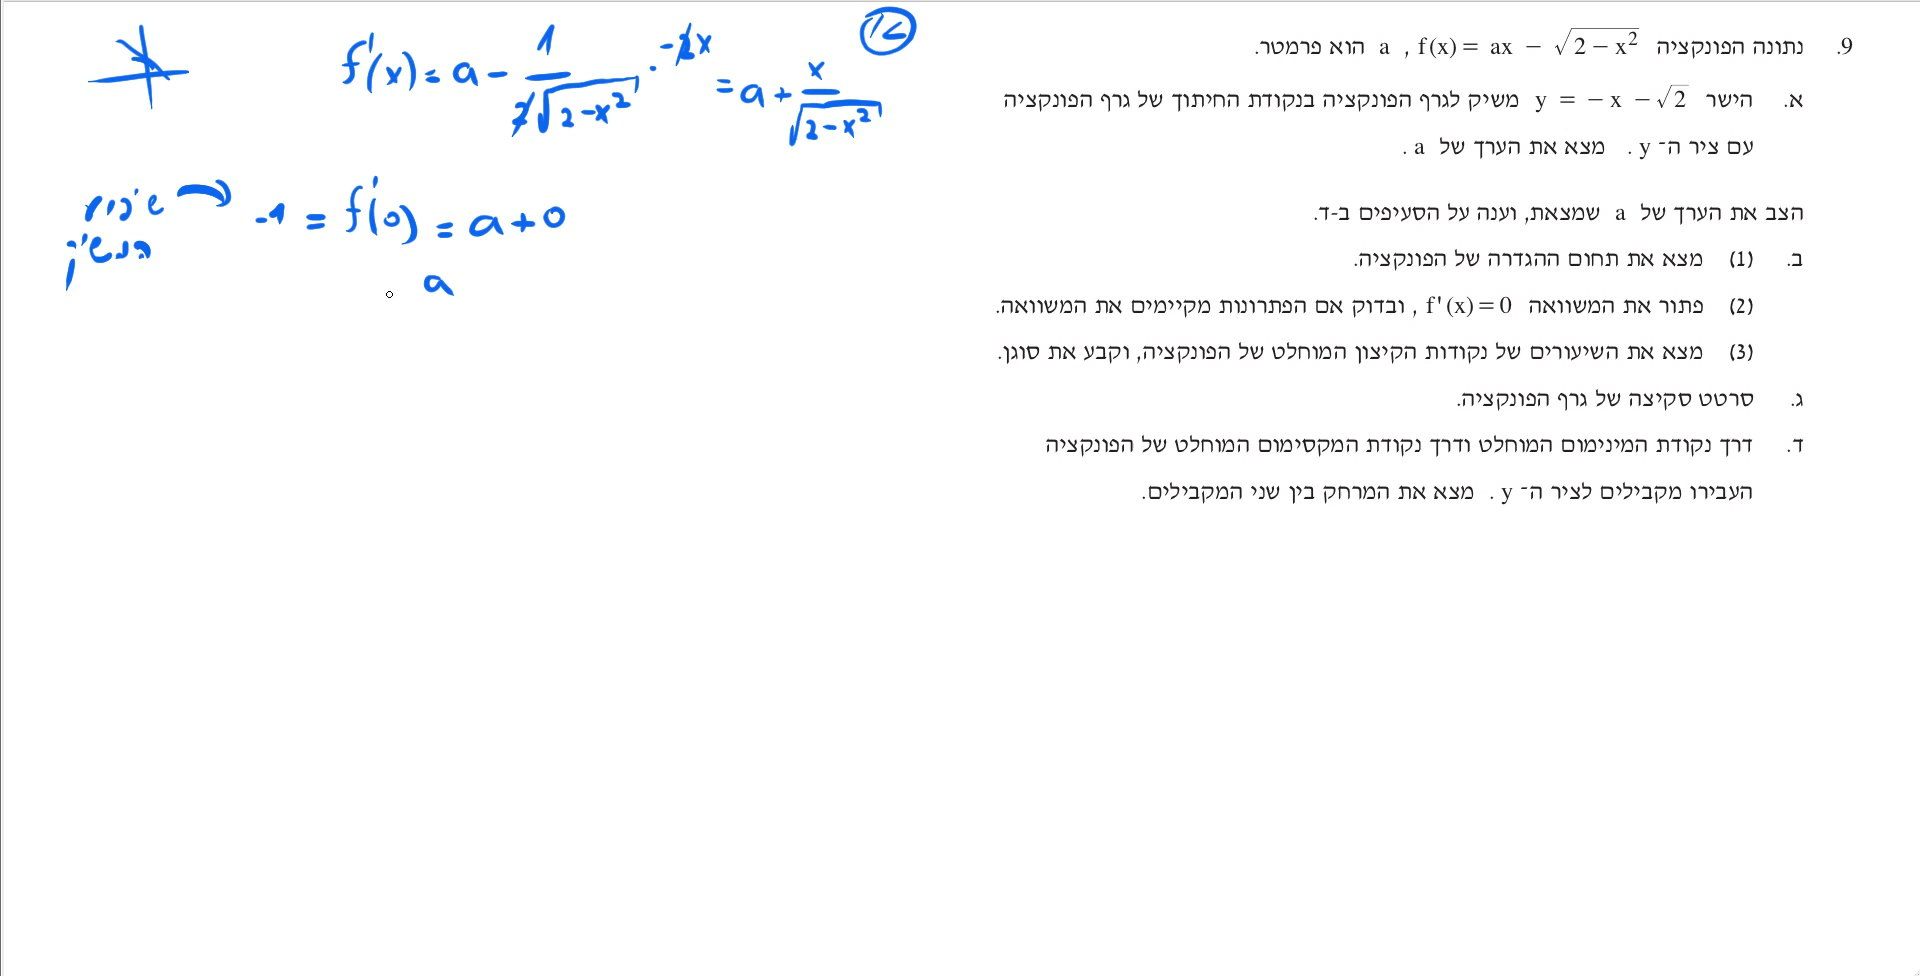 9. נתונה הפונקציה f(x) = ax − √(2 − x²) , a הוא פרמטר.
א. הישר y = − x − √2 משיק לגרף הפונקציה בנקודת החיתוך של גרף הפונקציה
עם ציר ה־ y . מצא את הערך של a .
הצב את הערך של a שמצאת, וענה על הסעיפים ב-ד.
ב. (1) מצא את תחום ההגדרה של הפונקציה.
(2) פתור את המשוואה f'(x) = 0 , ובדוק אם הפתרונות מקיימים את המשוואה.
(3) מצא את השיעורים של נקודות הקיצון המוחלט של הפונקציה, וקבע את סוגן.
ג. סרטט סקיצה של גרף הפונקציה.
ד. דרך נקודת המינימום המוחלט ודרך נקודת המקסימום המוחלט של הפונקציה
העבירו מקבילים לציר ה־ y . מצא את המרחק בין שני המקבילים.
f'(x) = a − 1/(2√(2−x²)) · −2x = a + x/√(2−x²)
שיפוע
המשיק
-1 = f'(0) = a + 0
a